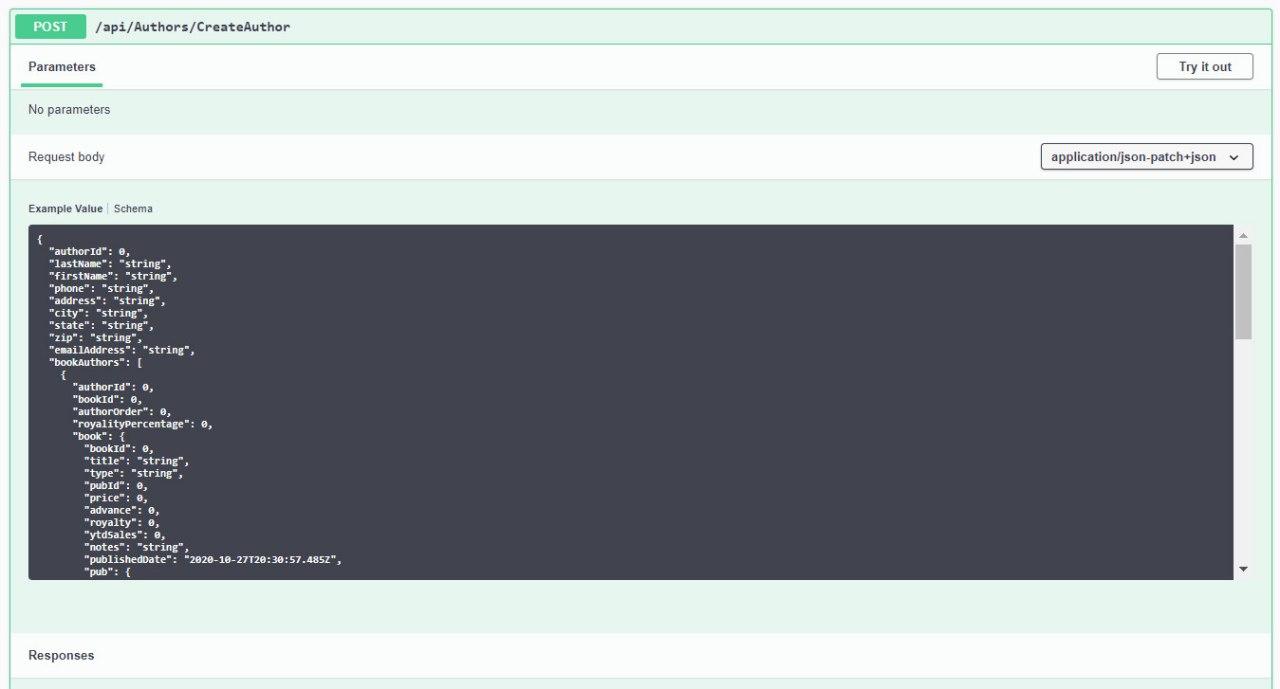 POST /api/Authors/CreateAuthor
Parameters
Try it out
No parameters
Request body
application/json-patch+json
Example Value | Schema
{
  "authorId": 0,
  "lastName": "string",
  "firstName": "string",
  "phone": "string",
  "address": "string",
  "city": "string",
  "state": "string",
  "zip": "string",
  "emailAddress": "string",
  "bookAuthors": [
    {
      "authorId": 0,
      "bookId": 0,
      "authorOrder": 0,
      "royalityPercentage": 0,
      "book": {
        "bookId": 0,
        "title": "string",
        "type": "string",
        "pubId": 0,
        "price": 0,
        "advance": 0,
        "royalty": 0,
        "ytdSales": 0,
        "notes": "string",
        "publishedDate": "2020-10-27T20:30:57.485Z",
        "pub": {
Responses